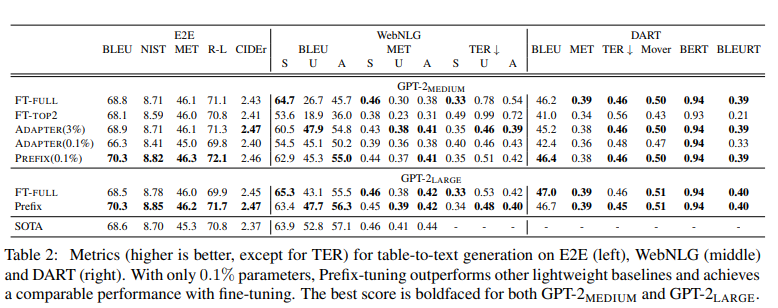 E2E WebNLG DART
BLEU NIST MET R-L CIDEr BLEU MET TER ↓ BLEU MET TER ↓ Mover BERT BLEURT
S U A S U A S U A
GPT-2MEDIUM
FT-FULL 68.8 8.71 46.1 71.1 2.43 64.7 26.7 45.7 0.46 0.30 0.38 0.33 0.78 0.54 46.2 0.39 0.46 0.50 0.94 0.39
FT-TOP2 68.1 8.59 46.0 70.8 2.41 53.6 18.9 36.0 0.38 0.23 0.31 0.49 0.99 0.72 41.0 0.34 0.56 0.43 0.93 0.21
ADAPTER(3%) 68.9 8.71 46.1 71.3 2.47 60.5 47.9 54.8 0.43 0.38 0.41 0.35 0.46 0.39 45.2 0.38 0.46 0.50 0.94 0.39
ADAPTER(0.1%) 66.3 8.41 45.0 69.8 2.40 54.5 45.1 50.2 0.39 0.36 0.38 0.40 0.46 0.43 42.4 0.36 0.48 0.47 0.94 0.33
PREFIX(0.1%) 70.3 8.82 46.3 72.1 2.46 62.9 45.3 55.0 0.44 0.37 0.41 0.35 0.51 0.42 46.4 0.38 0.46 0.50 0.94 0.39
GPT-2LARGE
FT-FULL 68.5 8.78 46.0 69.9 2.45 65.3 43.1 55.5 0.46 0.38 0.42 0.33 0.53 0.42 47.0 0.39 0.46 0.51 0.94 0.40
Prefix 70.3 8.85 46.2 71.7 2.47 63.4 47.7 56.3 0.45 0.39 0.42 0.34 0.48 0.40 46.7 0.39 0.45 0.51 0.94 0.40
SOTA 68.6 8.70 45.3 70.8 2.37 63.9 52.8 57.1 0.46 0.41 0.44 - - - - - - - - -
Table 2: Metrics (higher is better, except for TER) for table-to-text generation on E2E (left), WebNLG (middle)
and DART (right). With only 0.1% parameters, Prefix-tuning outperforms other lightweight baselines and achieves
a comparable performance with fine-tuning. The best score is boldfaced for both GPT-2MEDIUM and GPT-2LARGE.